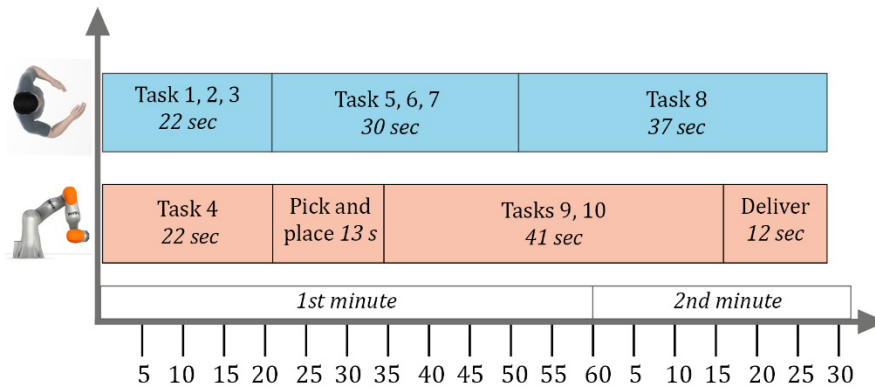 Task 1, 2, 3
22 sec
Task 5, 6, 7
30 sec
Task 8
37 sec
Task 4
22 sec
Pick and
place 13 s
Tasks 9, 10
41 sec
Deliver
12 sec
1st minute
2nd minute
5 10 15 20 25 30 35 40 45 50 55 60 5 10 15 20 25 30